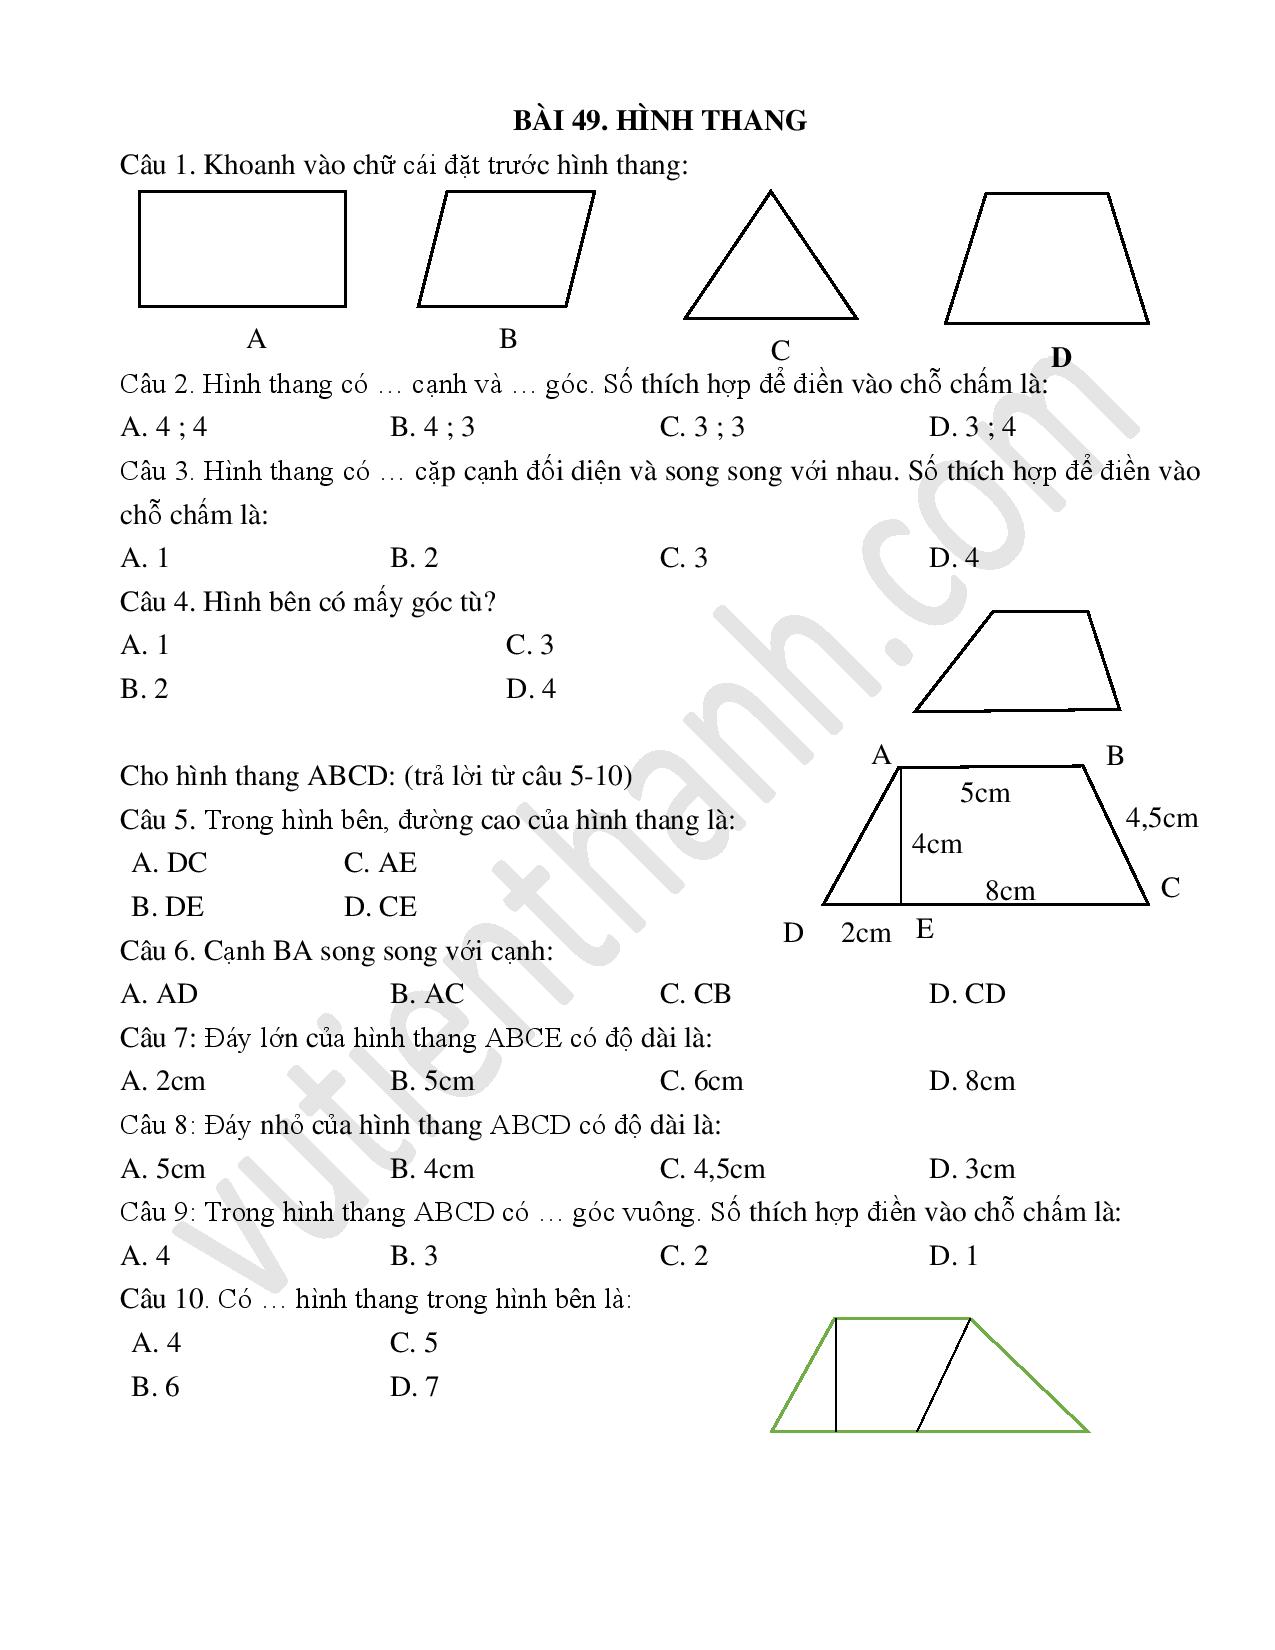 BÀI 49. HÌNH THANG
Câu 1. Khoanh vào chữ cái đặt trước hình thang:
A B C D
Câu 2. Hình thang có … cạnh và … góc. Số thích hợp để điền vào chỗ chấm là:
A. 4 ; 4 B. 4 ; 3 C. 3 ; 3 D. 3 ; 4
Câu 3. Hình thang có … cặp cạnh đối diện và song song với nhau. Số thích hợp để điền vào
chỗ chấm là:
A. 1 B. 2 C. 3 D. 4
Câu 4. Hình bên có mấy góc tù?
A. 1 C. 3
B. 2 D. 4
Cho hình thang ABCD: (trả lời từ câu 5-10)
Câu 5. Trong hình bên, đường cao của hình thang là:
A. DC C. AE
B. DE D. CE
A B
5cm
4,5cm
4cm
8cm C
D 2cm E
Câu 6. Cạnh BA song song với cạnh:
A. AD B. AC C. CB D. CD
Câu 7: Đáy lớn của hình thang ABCE có độ dài là:
A. 2cm B. 5cm C. 6cm D. 8cm
Câu 8: Đáy nhỏ của hình thang ABCD có độ dài là:
A. 5cm B. 4cm C. 4,5cm D. 3cm
Câu 9: Trong hình thang ABCD có … góc vuông. Số thích hợp điền vào chỗ chấm là:
A. 4 B. 3 C. 2 D. 1
Câu 10. Có … hình thang trong hình bên là:
A. 4 C. 5
B. 6 D. 7
vutienthanh.com